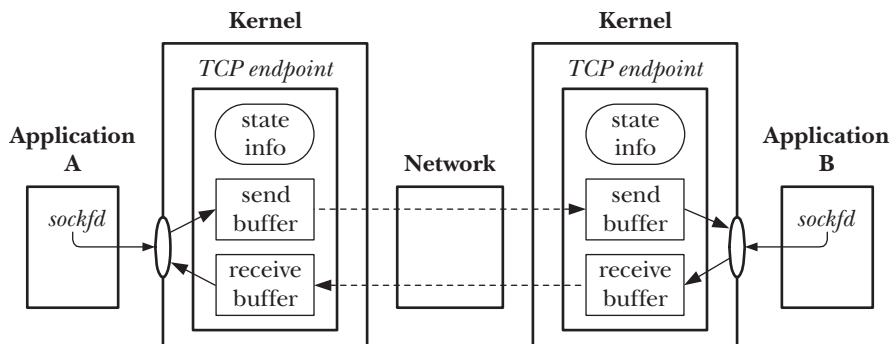 Kernel
Kernel
TCP endpoint
TCP endpoint
state
info
state
info
Application
A
Network
Application
B
send
buffer
send
buffer
sockfd
sockfd
receive
buffer
receive
buffer